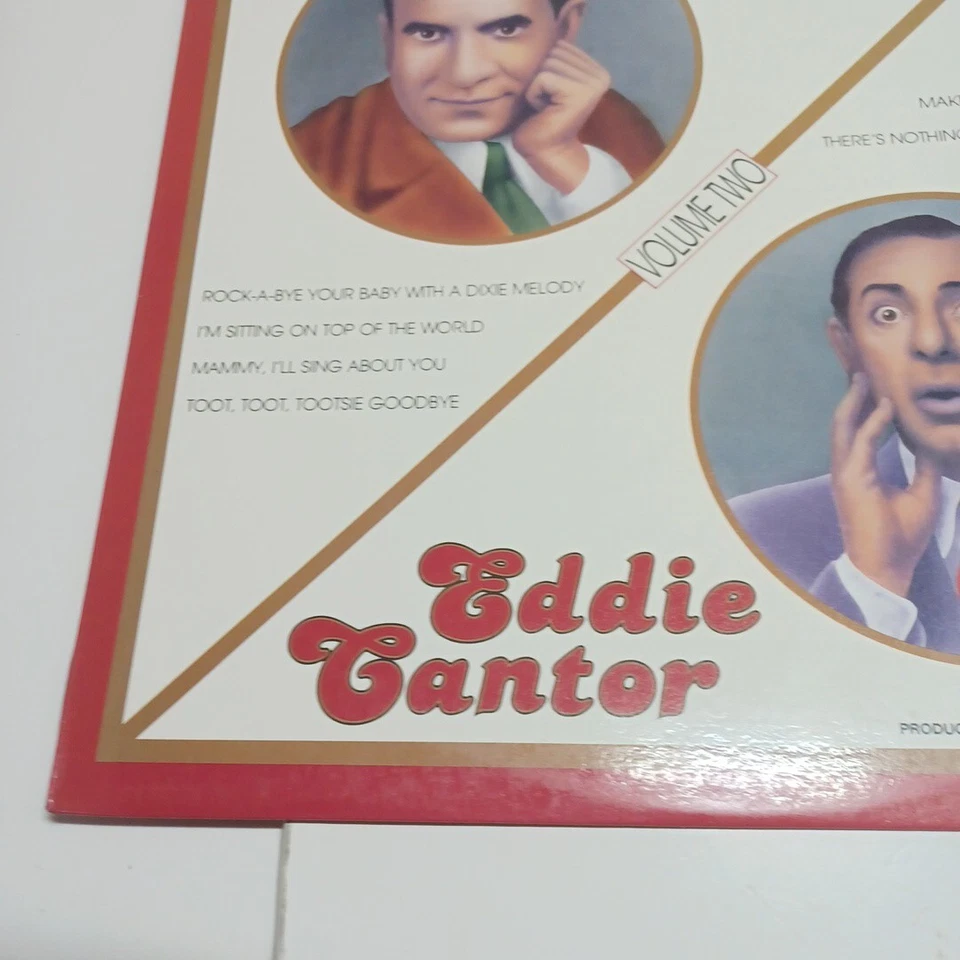 MAK
THERE'S NOTHING
VOLUME TWO
ROCK-A-BYE YOUR BABY WITH A DIXIE MELODY
I'M SITTING ON TOP OF THE WORLD
MAMMY, I'LL SING ABOUT YOU
TOOT, TOOT, TOOTSIE GOODBYE
Eddie
Cantor
PRODUC